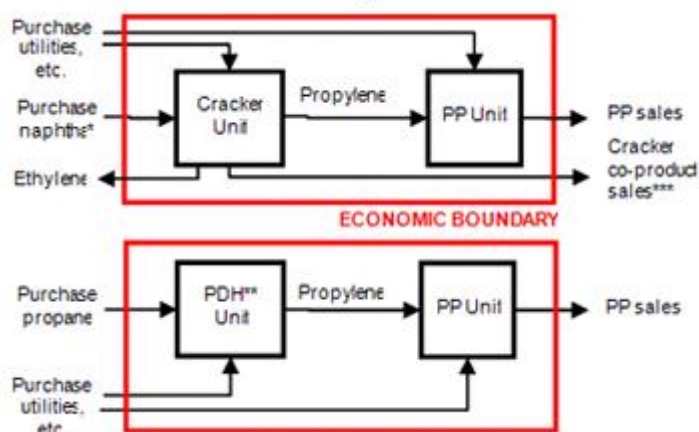 Purchase
utilities,
etc.
Purchase
naphtha*
Ethylene
Cracker
Unit
Propylene
PP Unit
PP sales
Cracker
co-product
sales***
ECONOMIC BOUNDARY
Purchase
propane
PDH**
Unit
Propylene
PP Unit
PP sales
Purchase
utilities,
etc